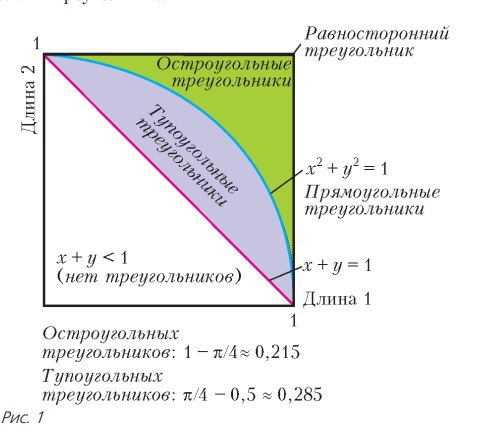 Равносторонний
треугольник
1
Длина 2
Остроугольные
треугольники
Тупоугольные
треугольники
x² + y² = 1
Прямоугольные
треугольники
x + y < 1
(нет треугольников)
x + y = 1
Длина 1
1
Остроугольных
треугольников: 1 − π/4 ≈ 0,215
Тупоугольных
треугольников: π/4 − 0,5 ≈ 0,285
Рис. 1